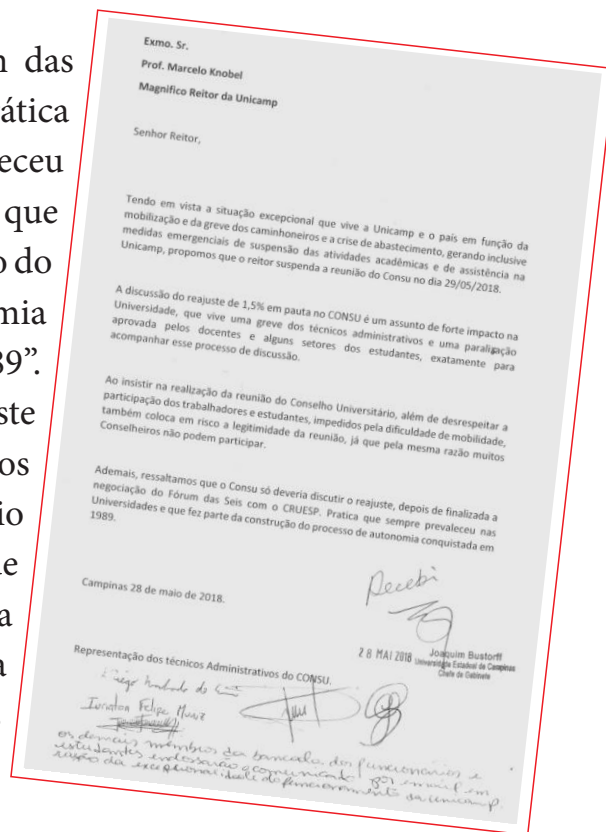 das
ática
eceu
que
o do
mia
89”.
ste
os
io
e
a
a
Exmo. Sr.
Prof. Marcelo Knobel
Magnifico Reitor da Unicamp
Senhor Reitor,
Tendo em vista a situação excepcional que vive a Unicamp e o país em função da
mobilização e da greve dos caminhoneiros e a crise de abastecimento, gerando inclusive
medidas emergenciais de suspensão das atividades acadêmicas e de assistência na
Unicamp, propomos que o reitor suspenda a reunião do Consu no dia 29/05/2018.
A discussão do reajuste de 1,5% em pauta no CONSU é um assunto de forte impacto na
Universidade, que vive uma greve dos técnicos administrativos e uma paralisação
aprovada pelos docentes e alguns setores dos estudantes, exatamente para
acompanhar esse processo de discussão.
Ao insistir na realização da reunião do Conselho Universitário, além de desrespeitar a
participação dos trabalhadores e estudantes, impedidos pela dificuldade de mobilidade,
também coloca em risco a legitimidade da reunião, já que pela mesma razão muitos
Conselheiros não podem participar.
Ademais, ressaltamos que o Consu só deveria discutir o reajuste, depois de finalizada a
negociação do Fórum das Seis com o CRUESP. Pratica que sempre prevaleceu nas
Universidades e que fez parte da construção do processo de autonomia conquistada em
1989.
Recebi
Campinas 28 de maio de 2018.
28 MAI 2018 Joaquim Bustorff
Universidade Estadual de Campinas
Chefe de Gabinete
Representação dos técnicos Administrativos do CONSU.
Felipe Muniz
os demais membros da bancada dos funcionários e
estudantes endossarão o comunicado por email em
razão da excepcionalidade do funcionamento da unicamp.